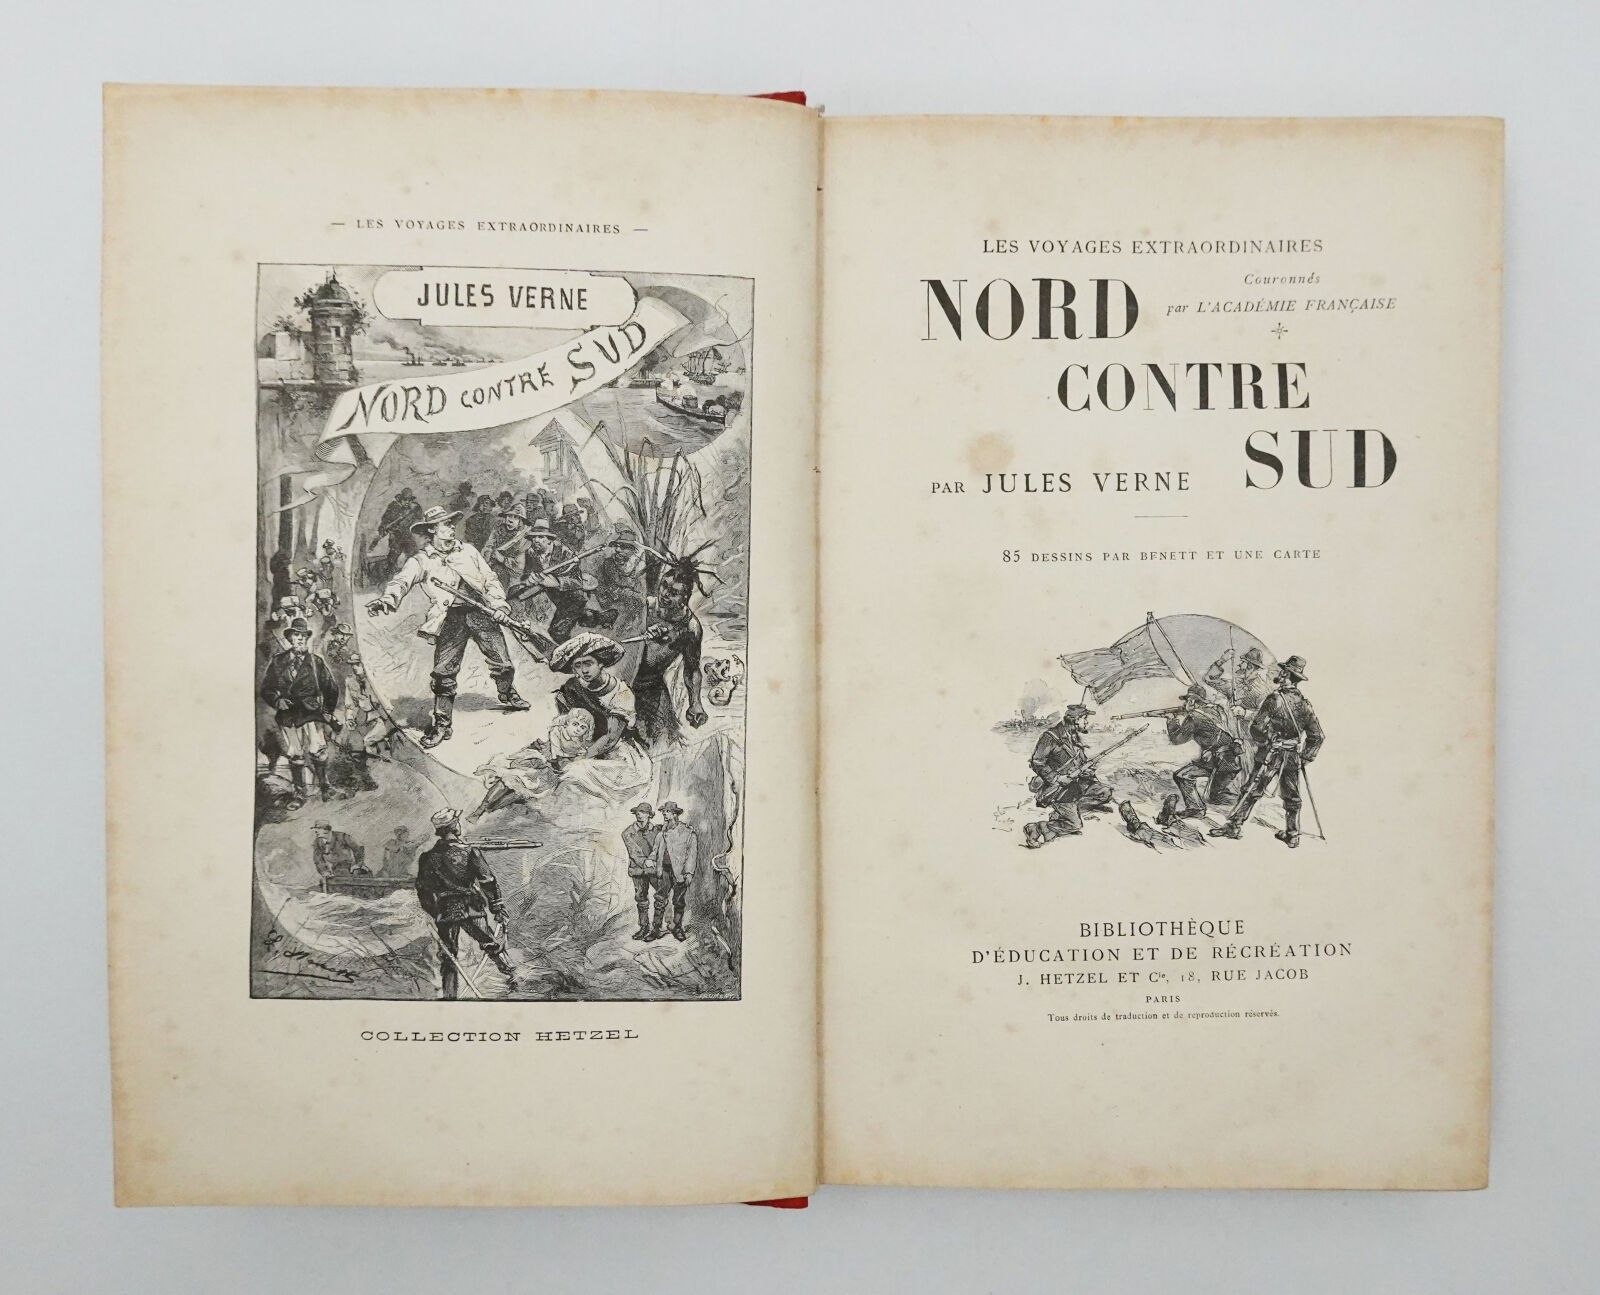 — LES VOYAGES EXTRAORDINAIRES —
JULES VERNE
NORD CONTRE SUD
COLLECTION HETZEL
LES VOYAGES EXTRAORDINAIRES
Couronnés
par L'ACADÉMIE FRANÇAISE
NORD
CONTRE
SUD
PAR JULES VERNE
85 DESSINS PAR BENETT ET UNE CARTE
BIBLIOTHÈQUE
D'ÉDUCATION ET DE RÉCRÉATION
J. HETZEL ET Cie, 18, RUE JACOB
PARIS
Tous droits de traduction et de reproduction réservés.